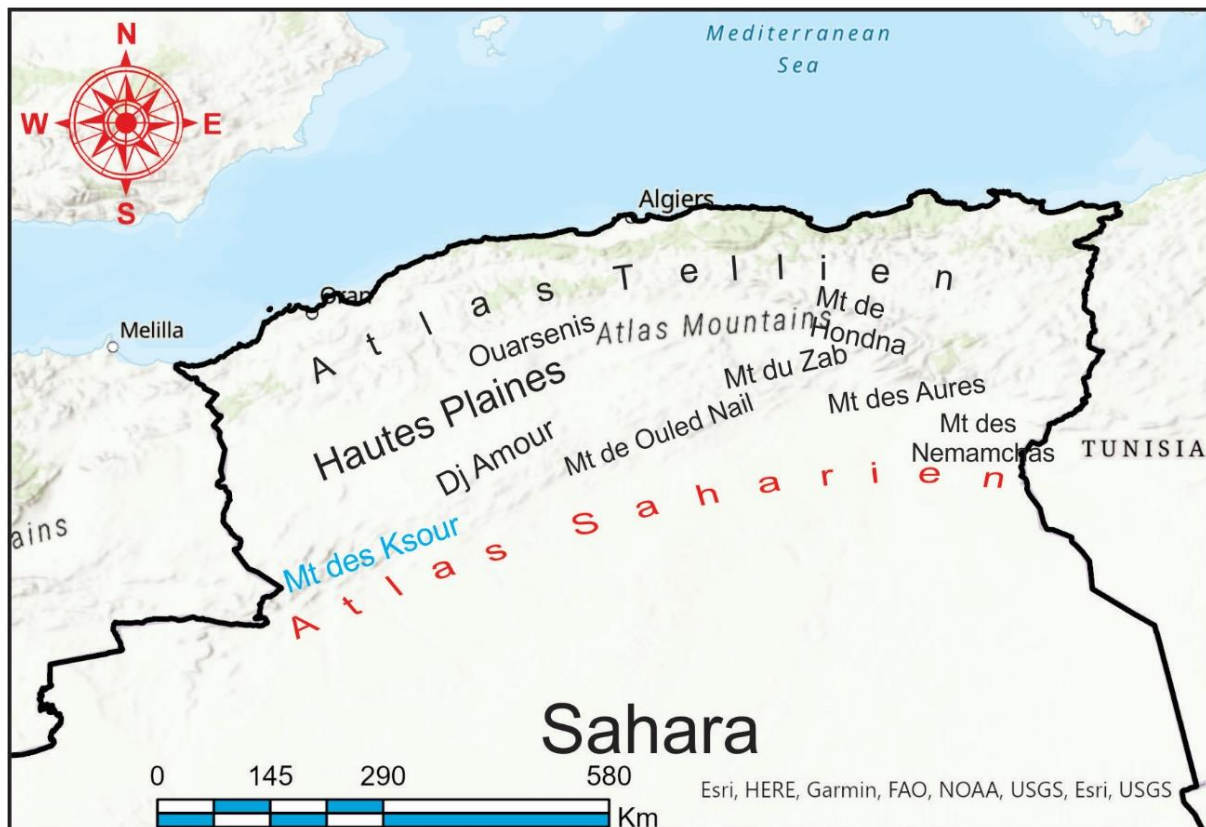 Mediterranean
Sea
N
W E
S
Algiers
Atlas Tellien
Oran
Melilla
Mt de
Hondna
Ouarsenis
Atlas Mountains
Mt du Zab
Hautes Plaines
Mt des Aures
Dj Amour
Mt de Ouled Nail
Mt des
Nemamchas
TUNISIA
ains
Mt des Ksour
Atlas Saharien
Sahara
0 145 290 580
Km
Esri, HERE, Garmin, FAO, NOAA, USGS, Esri, USGS